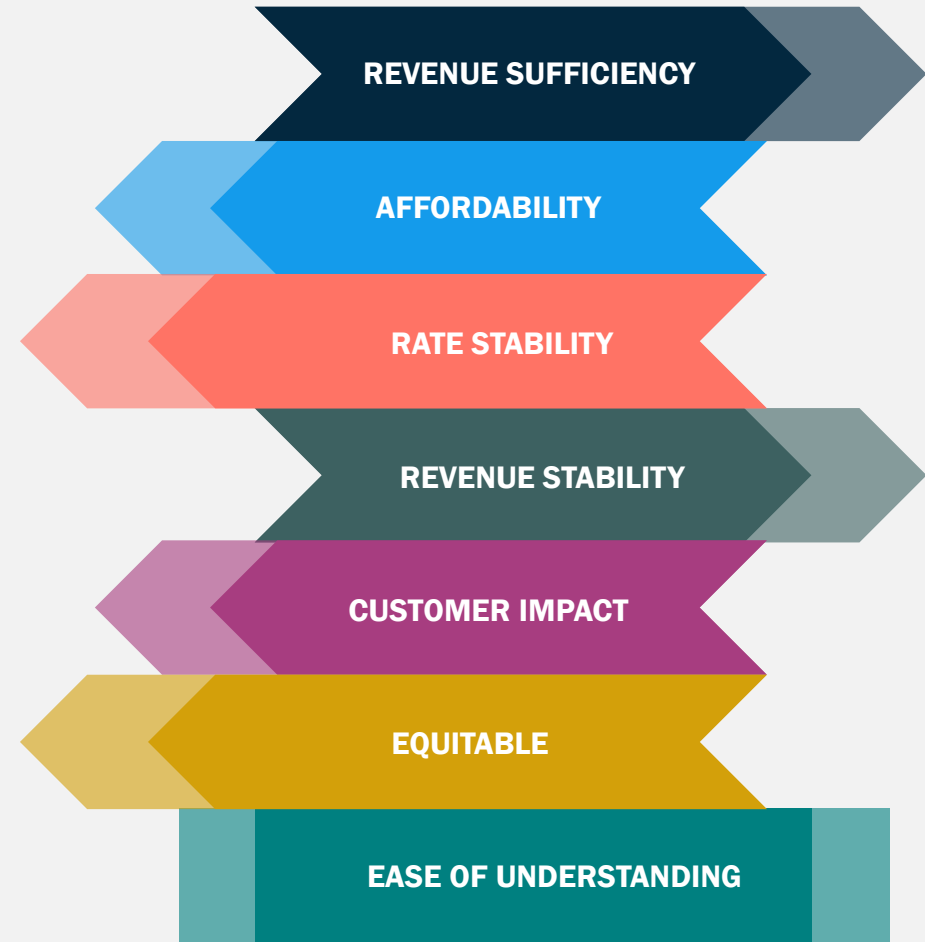 REVENUE SUFFICIENCY
AFFORDABILITY
RATE STABILITY
REVENUE STABILITY
CUSTOMER IMPACT
EQUITABLE
EASE OF UNDERSTANDING